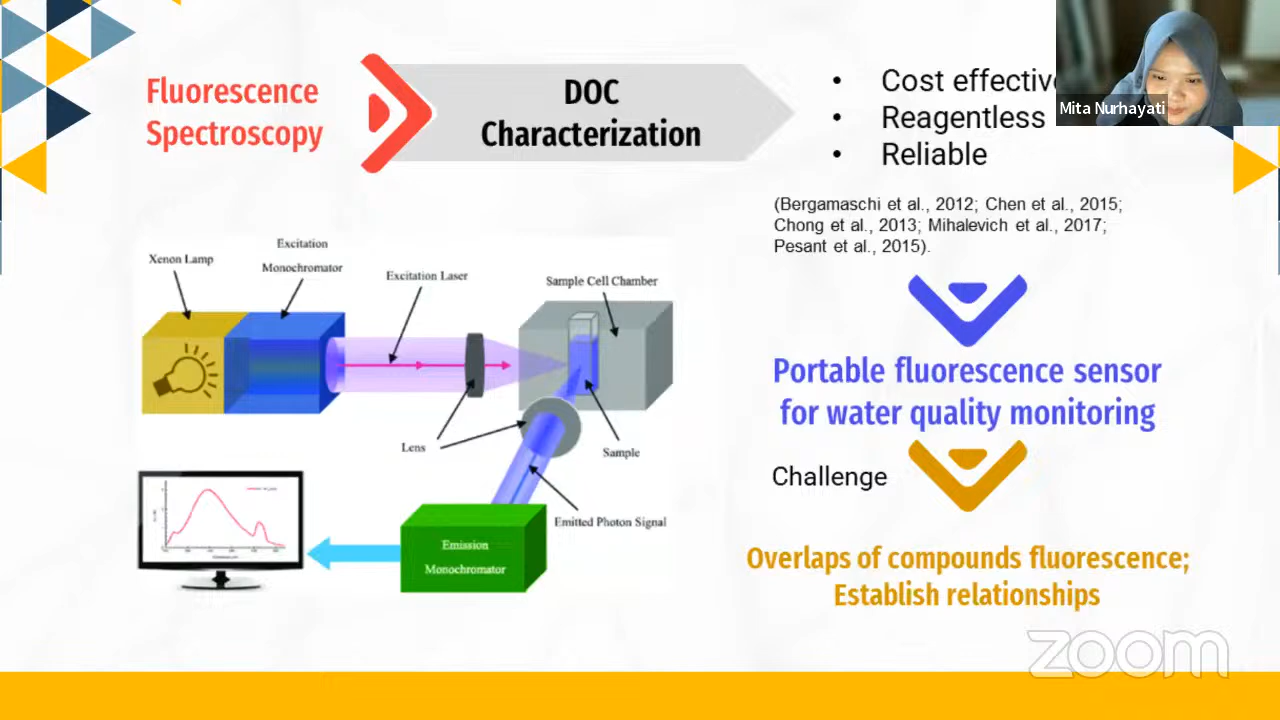 Fluorescence
Spectroscopy
DOC
Characterization
• Cost effective
• Reagentless
• Reliable
Mita Nurhayati
(Bergamaschi et al., 2012; Chen et al., 2015;
Chong et al., 2013; Mihalevich et al., 2017;
Pesant et al., 2015).
Xenon Lamp
Excitation
Monochromator
Excitation Laser
Sample Cell Chamber
Lens
Sample
Emitted Photon Signal
Emission
Monochromator
Portable fluorescence sensor
for water quality monitoring
Challenge
Overlaps of compounds fluorescence;
Establish relationships
zoom